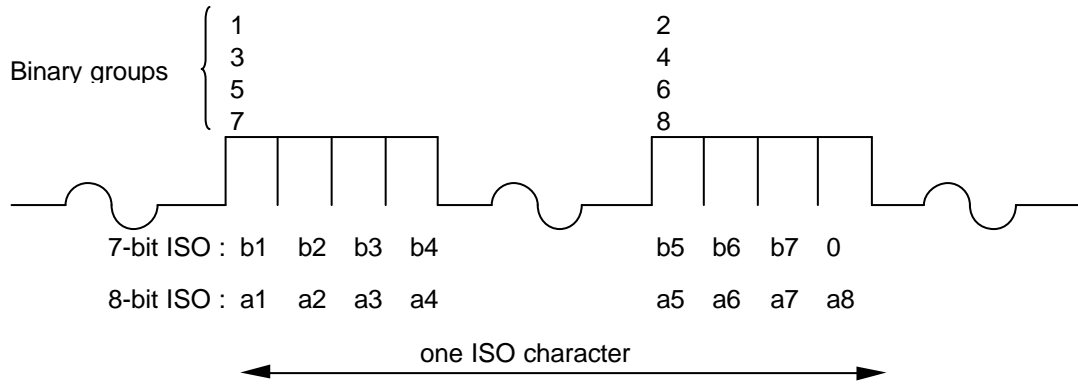 1 2
3 4
Binary groups
5 6
7 8
7-bit ISO : b1 b2 b3 b4 b5 b6 b7 0
8-bit ISO : a1 a2 a3 a4 a5 a6 a7 a8
one ISO character